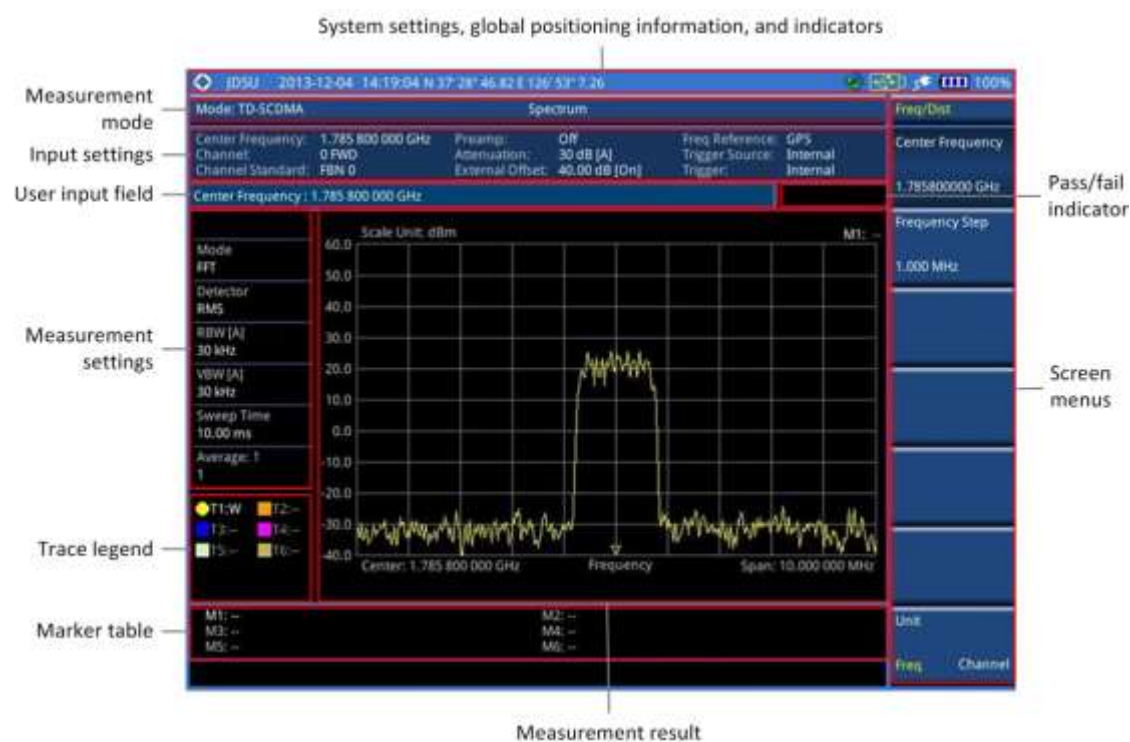 System settings, global positioning information, and indicators
JDSU 2013-12-04 14:19:04 N 37° 28" 46.82 E 126° 53" 7.26 100%
Measurement mode
Mode: TD-SCDMA Spectrum
Freq/Dist
Input settings
Center Frequency: 1.785 800 000 GHz Preamp: Off Freq Reference: GPS
Channel: 0 FWD Attenuation: 30 dB [A] Trigger Source: Internal
Channel Standard: FBN 0 External Offset: 40.00 dB [On] Trigger: Internal
Center Frequency
1.785800000 GHz
User input field
Center Frequency : 1.785 800 000 GHz
Pass/fail indicator
Frequency Step
1.000 MHz
Measurement settings
Mode
FFT
Detector
RMS
RBW [A]
30 kHz
VBW [A]
30 kHz
Sweep Time
10.00 ms
Average: 1
1
Scale Unit: dBm M1: --
60.0
50.0
40.0
30.0
20.0
10.0
0.0
-10.0
-20.0
-30.0
-40.0
Center: 1.785 800 000 GHz Frequency Span: 10.000 000 MHz
Screen menus
Trace legend
T1:W T2:--
T3:-- T4:--
T5:-- T6:--
Marker table
M1: -- M2: --
M3: -- M4: --
M5: -- M6: --
Unit
Freq Channel
Measurement result